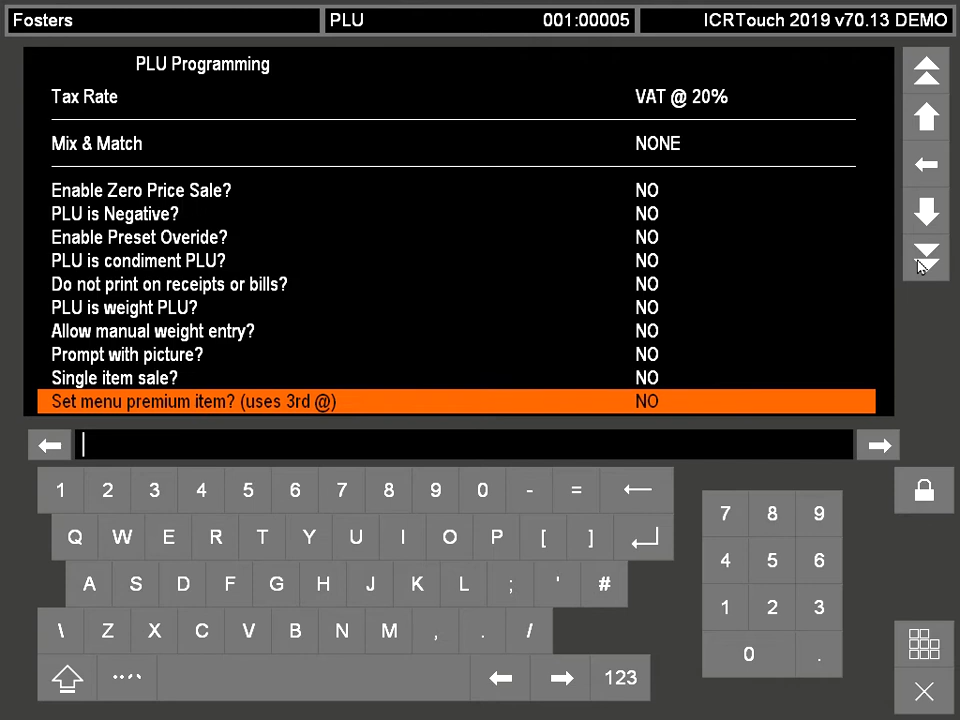 Fosters PLU 001:00005 ICRTouch 2019 v70.13 DEMO
PLU Programming
Tax Rate VAT @ 20%
Mix & Match NONE
Enable Zero Price Sale? NO
PLU is Negative? NO
Enable Preset Overide? NO
PLU is condiment PLU? NO
Do not print on receipts or bills? NO
PLU is weight PLU? NO
Allow manual weight entry? NO
Prompt with picture? NO
Single item sale? NO
Set menu premium item? (uses 3rd @) NO
1 2 3 4 5 6 7 8 9 0 - =
Q W E R T Y U I O P [ ]
A S D F G H J K L ; ' #
\ Z X C V B N M , . /
123
7 8 9
4 5 6
1 2 3
0 .